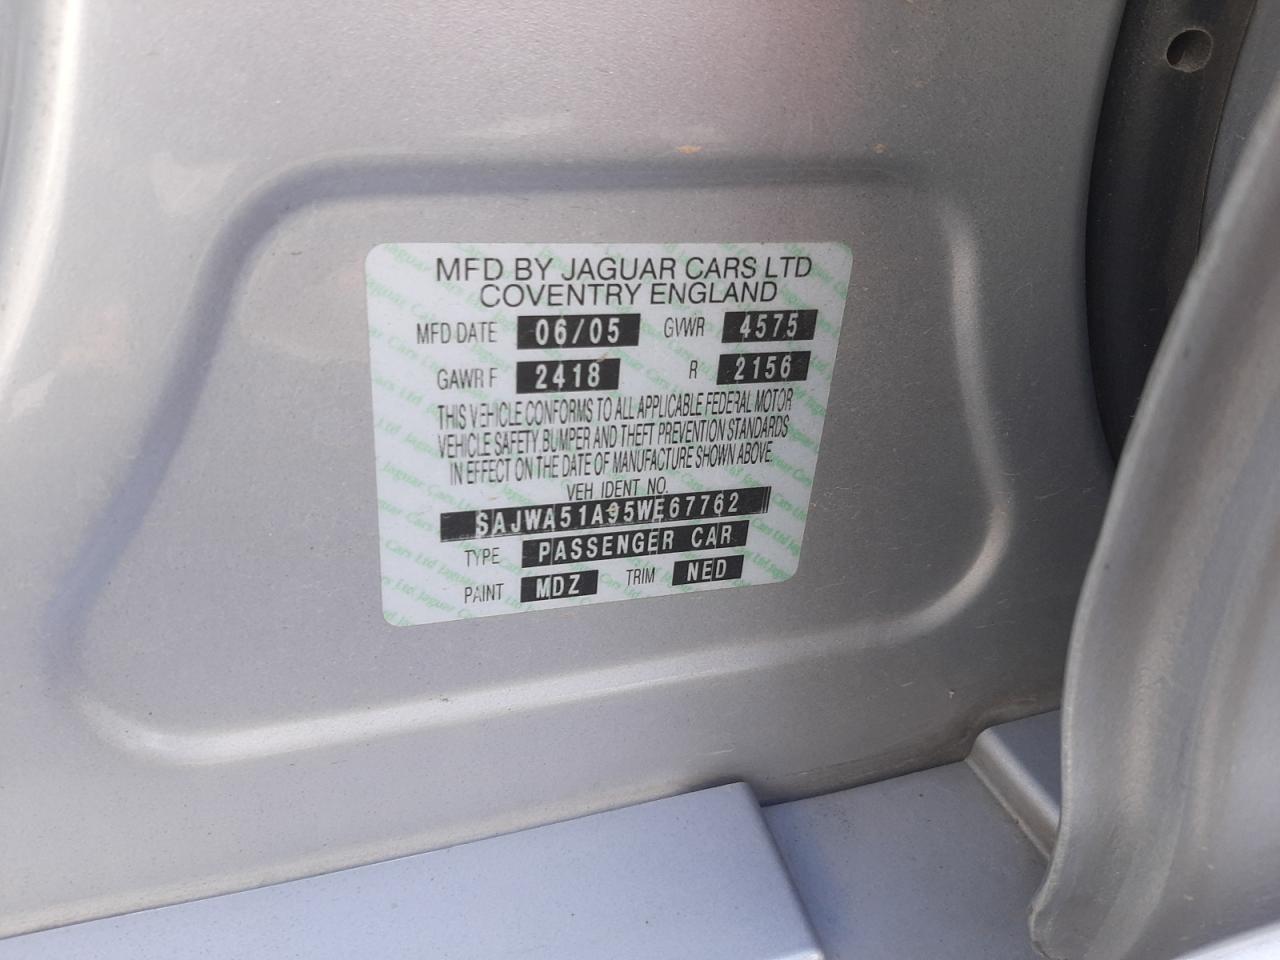 MFD BY JAGUAR CARS LTD
COVENTRY ENGLAND
MFD DATE 06/05 GVWR 4575
GAWR F 2418 R 2156
THIS VEHICLE CONFORMS TO ALL APPLICABLE FEDERAL MOTOR
VEHICLE SAFETY BUMPER AND THEFT PREVENTION STANDARDS
IN EFFECT ON THE DATE OF MANUFACTURE SHOWN ABOVE.
VEH IDENT NO.
SAJWA51A95WE67762
TYPE PASSENGER CAR
PAINT MDZ TRIM NED